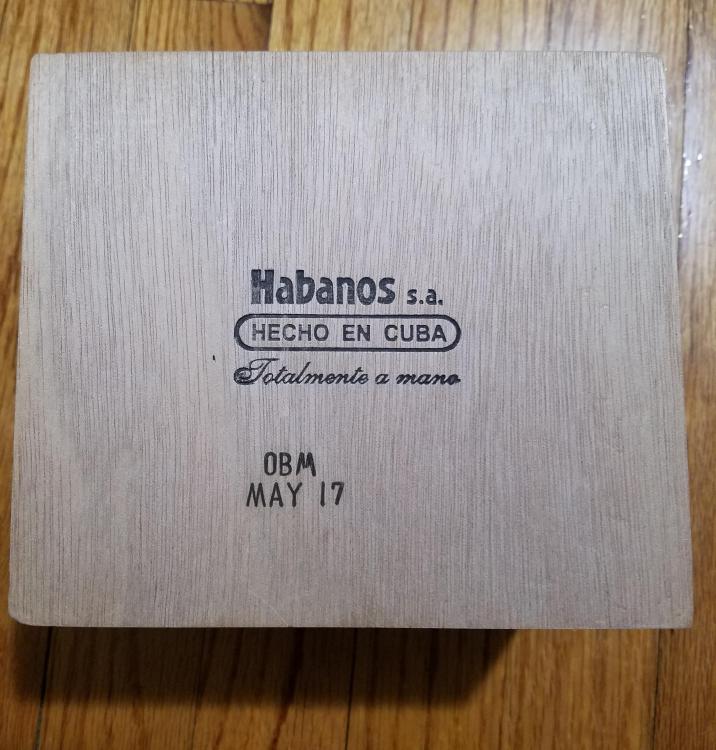 Habanos s.a.
HECHO EN CUBA
Totalmente a mano
OBM
MAY 17